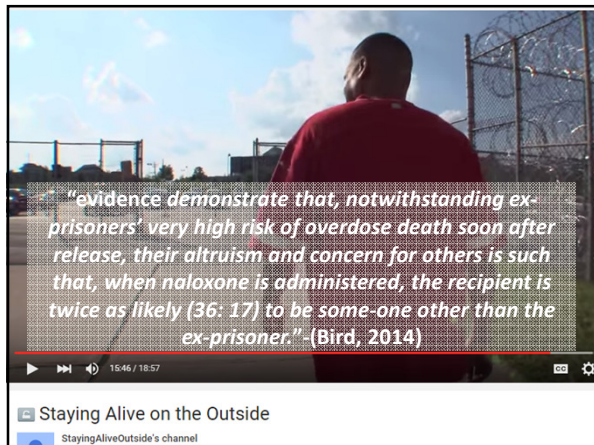 “evidence demonstrate that, notwithstanding ex-
prisoners’ very high risk of overdose death soon after
release, their altruism and concern for others is such
that, when naloxone is administered, the recipient is
twice as likely (36: 17) to be some-one other than the
ex-prisoner.”-(Bird, 2014)
15:46 / 18:57
CC
Staying Alive on the Outside
StayingAliveOutside's channel